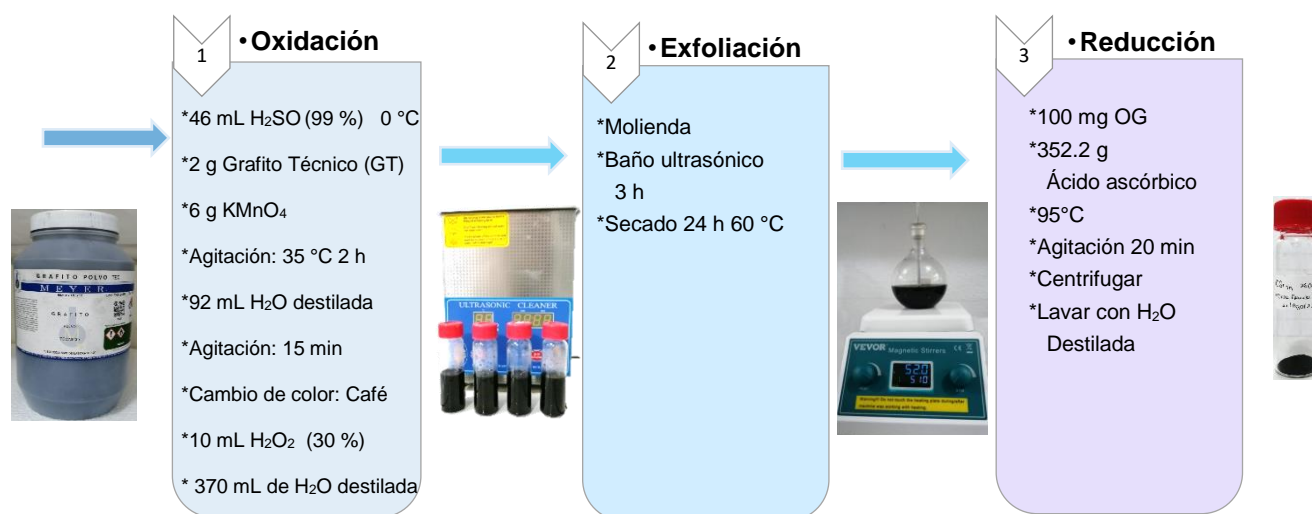 1
•Oxidación
*46 mL H₂SO (99 %) 0 °C
*2 g Grafito Técnico (GT)
*6 g KMnO₄
*Agitación: 35 °C 2 h
*92 mL H₂O destilada
*Agitación: 15 min
*Cambio de color: Café
*10 mL H₂O₂ (30 %)
* 370 mL de H₂O destilada
GRAFITO POLVO TEC
MEYER
GRAFITO
2
•Exfoliación
*Molienda
*Baño ultrasónico
3 h
*Secado 24 h 60 °C
ULTRASONIC CLEANER
3
•Reducción
*100 mg OG
*352.2 g
Ácido ascórbico
*95°C
*Agitación 20 min
*Centrifugar
*Lavar con H₂O
Destilada
VEVOR Magnetic Stirrers
520
510